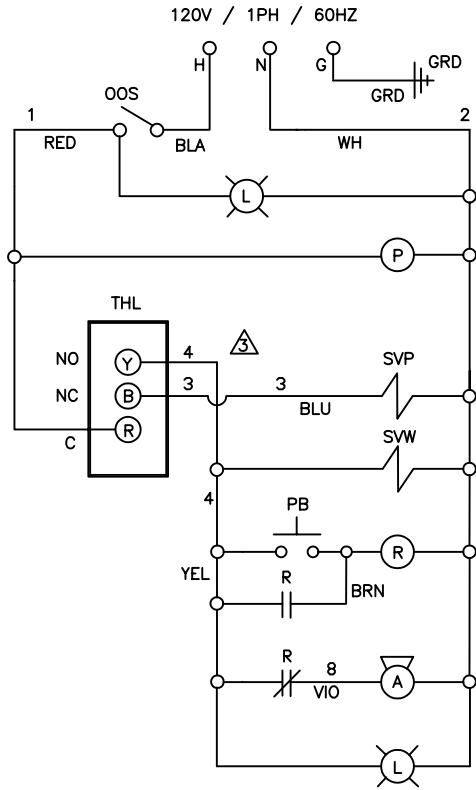 120V / 1PH / 60HZ
H N G GRD
GRD
OOS
1 2
RED BLA WH
L
P
THL
NO Y 4 3
NC B 3 3 SVP
BLU
C R
SVW
4
PB
R
YEL R BRN
R 8
VIO A
L